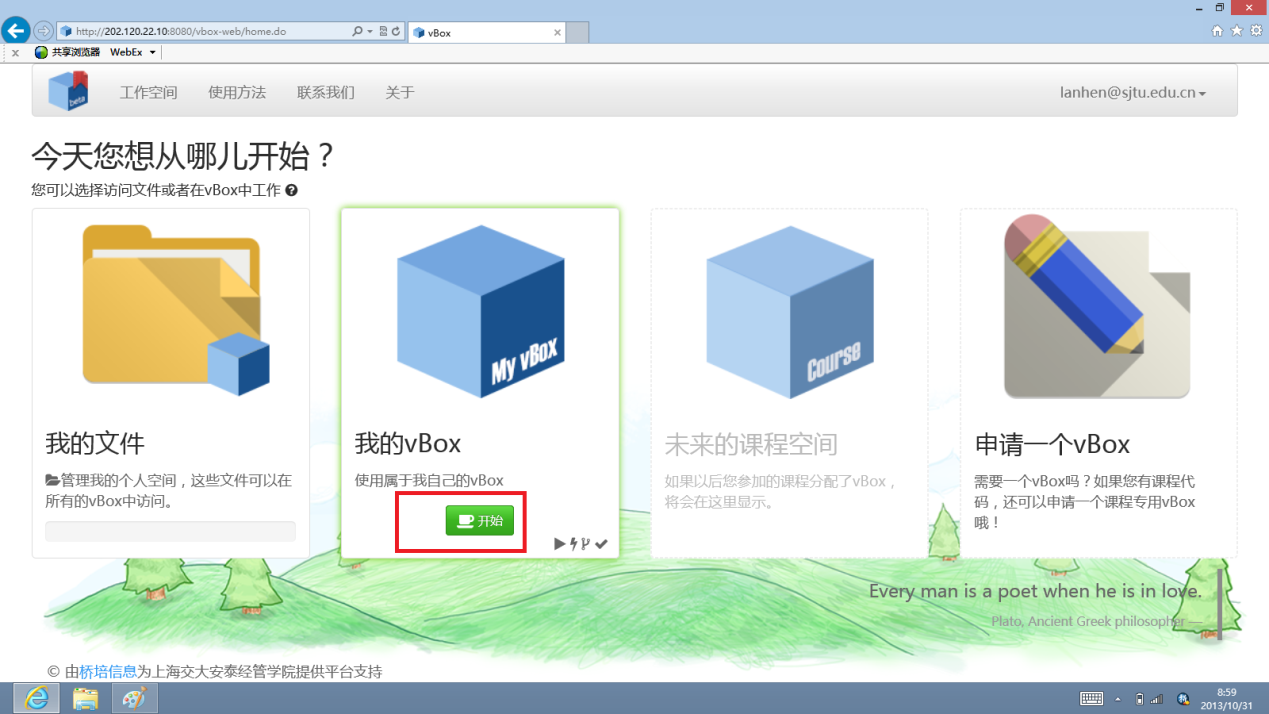 http://202.120.22.10:8080/vbox-web/home.do
vBox
共享浏览器 WebEx
beta
工作空间 使用方法 联系我们 关于
lanhen@sjtu.edu.cn
今天您想从哪儿开始？
您可以选择访问文件或者在vBox中工作
我的文件
管理我的个人空间，这些文件可以在
所有的vBox中访问。
My vBox
我的vBox
使用属于我自己的vBox
开始
Course
未来的课程空间
如果以后您参加的课程分配了vBox，
将会在这里显示。
申请一个vBox
需要一个vBox吗？如果您有课程代
码，还可以申请一个课程专用vBox
哦！
Every man is a poet when he is in love.
Plato, Ancient Greek philosopher —
© 由桥培信息为上海交大安泰经管学院提供平台支持
8:59
2013/10/31